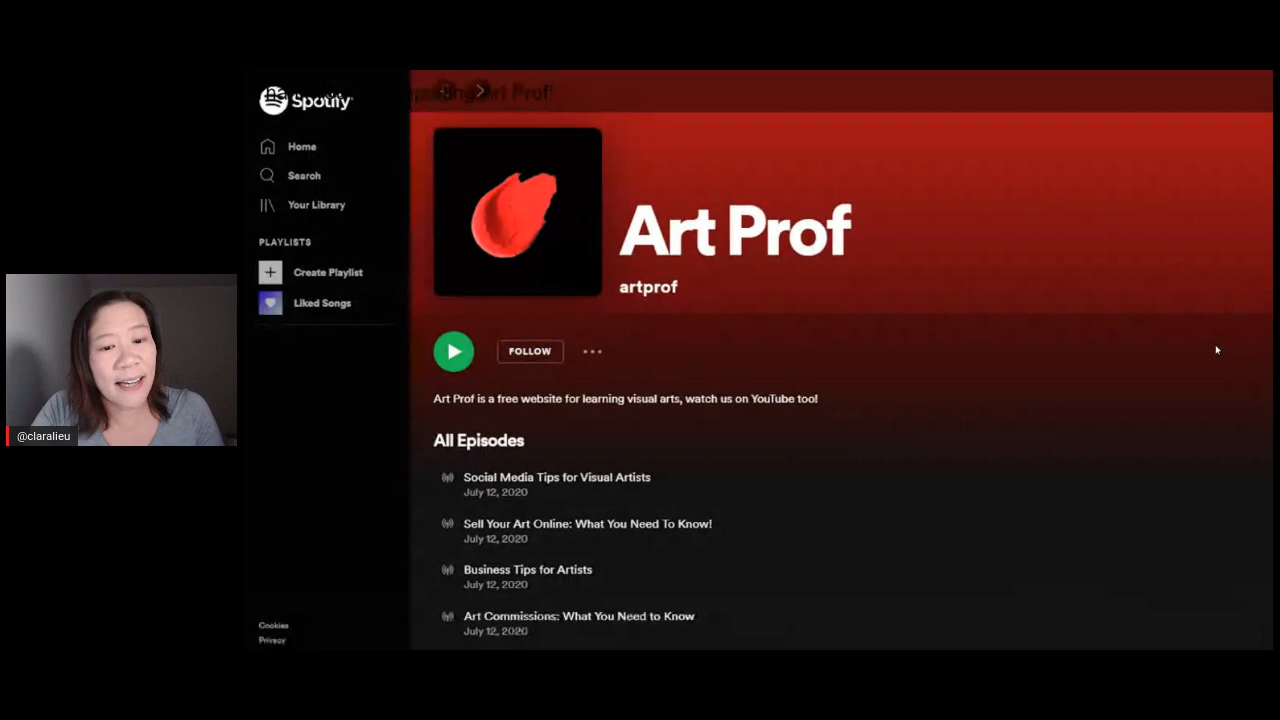 Spotify
Home
Search
Your Library
PLAYLISTS
Create Playlist
Liked Songs
Cookies
Privacy
Art Prof!
Art Prof
artprof
FOLLOW
Art Prof is a free website for learning visual arts, watch us on YouTube too!
All Episodes
Social Media Tips for Visual Artists
July 12, 2020
Sell Your Art Online: What You Need To Know!
July 12, 2020
Business Tips for Artists
July 12, 2020
Art Commissions: What You Need to Know
July 12, 2020
@claralieu